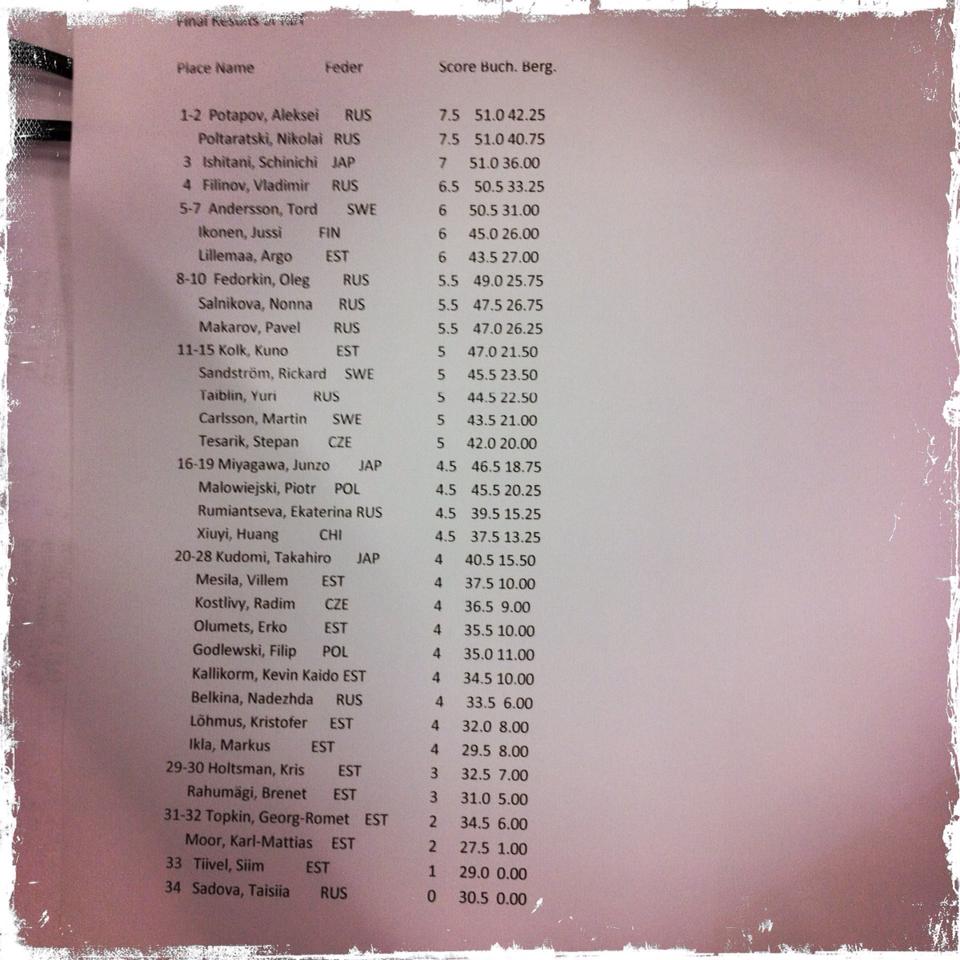 Final Results of
Place Name Feder Score Buch. Berg.
1-2 Potapov, Aleksei RUS 7.5 51.0 42.25
Poltaratski, Nikolai RUS 7.5 51.0 40.75
3 Ishitani, Schinichi JAP 7 51.0 36.00
4 Filinov, Vladimir RUS 6.5 50.5 33.25
5-7 Andersson, Tord SWE 6 50.5 31.00
Ikonen, Jussi FIN 6 45.0 26.00
Lillemaa, Argo EST 6 43.5 27.00
8-10 Fedorkin, Oleg RUS 5.5 49.0 25.75
Salnikova, Nonna RUS 5.5 47.5 26.75
Makarov, Pavel RUS 5.5 47.0 26.25
11-15 Kolk, Kuno EST 5 47.0 21.50
Sandström, Rickard SWE 5 45.5 23.50
Taiblin, Yuri RUS 5 44.5 22.50
Carlsson, Martin SWE 5 43.5 21.00
Tesarik, Stepan CZE 5 42.0 20.00
16-19 Miyagawa, Junzo JAP 4.5 46.5 18.75
Malowiejski, Piotr POL 4.5 45.5 20.25
Rumiantseva, Ekaterina RUS 4.5 39.5 15.25
Xiuyi, Huang CHI 4.5 37.5 13.25
20-28 Kudomi, Takahiro JAP 4 40.5 15.50
Mesila, Villem EST 4 37.5 10.00
Kostlivy, Radim CZE 4 36.5 9.00
Olumets, Erko EST 4 35.5 10.00
Godlewski, Filip POL 4 35.0 11.00
Kallikorm, Kevin Kaido EST 4 34.5 10.00
Belkina, Nadezhda RUS 4 33.5 6.00
Lõhmus, Kristofer EST 4 32.0 8.00
Ikla, Markus EST 4 29.5 8.00
29-30 Holtsman, Kris EST 3 32.5 7.00
Rahumägi, Brenet EST 3 31.0 5.00
31-32 Topkin, Georg-Romet EST 2 34.5 6.00
Moor, Karl-Mattias EST 2 27.5 1.00
33 Tiivel, Siim EST 1 29.0 0.00
34 Sadova, Taisiia RUS 0 30.5 0.00